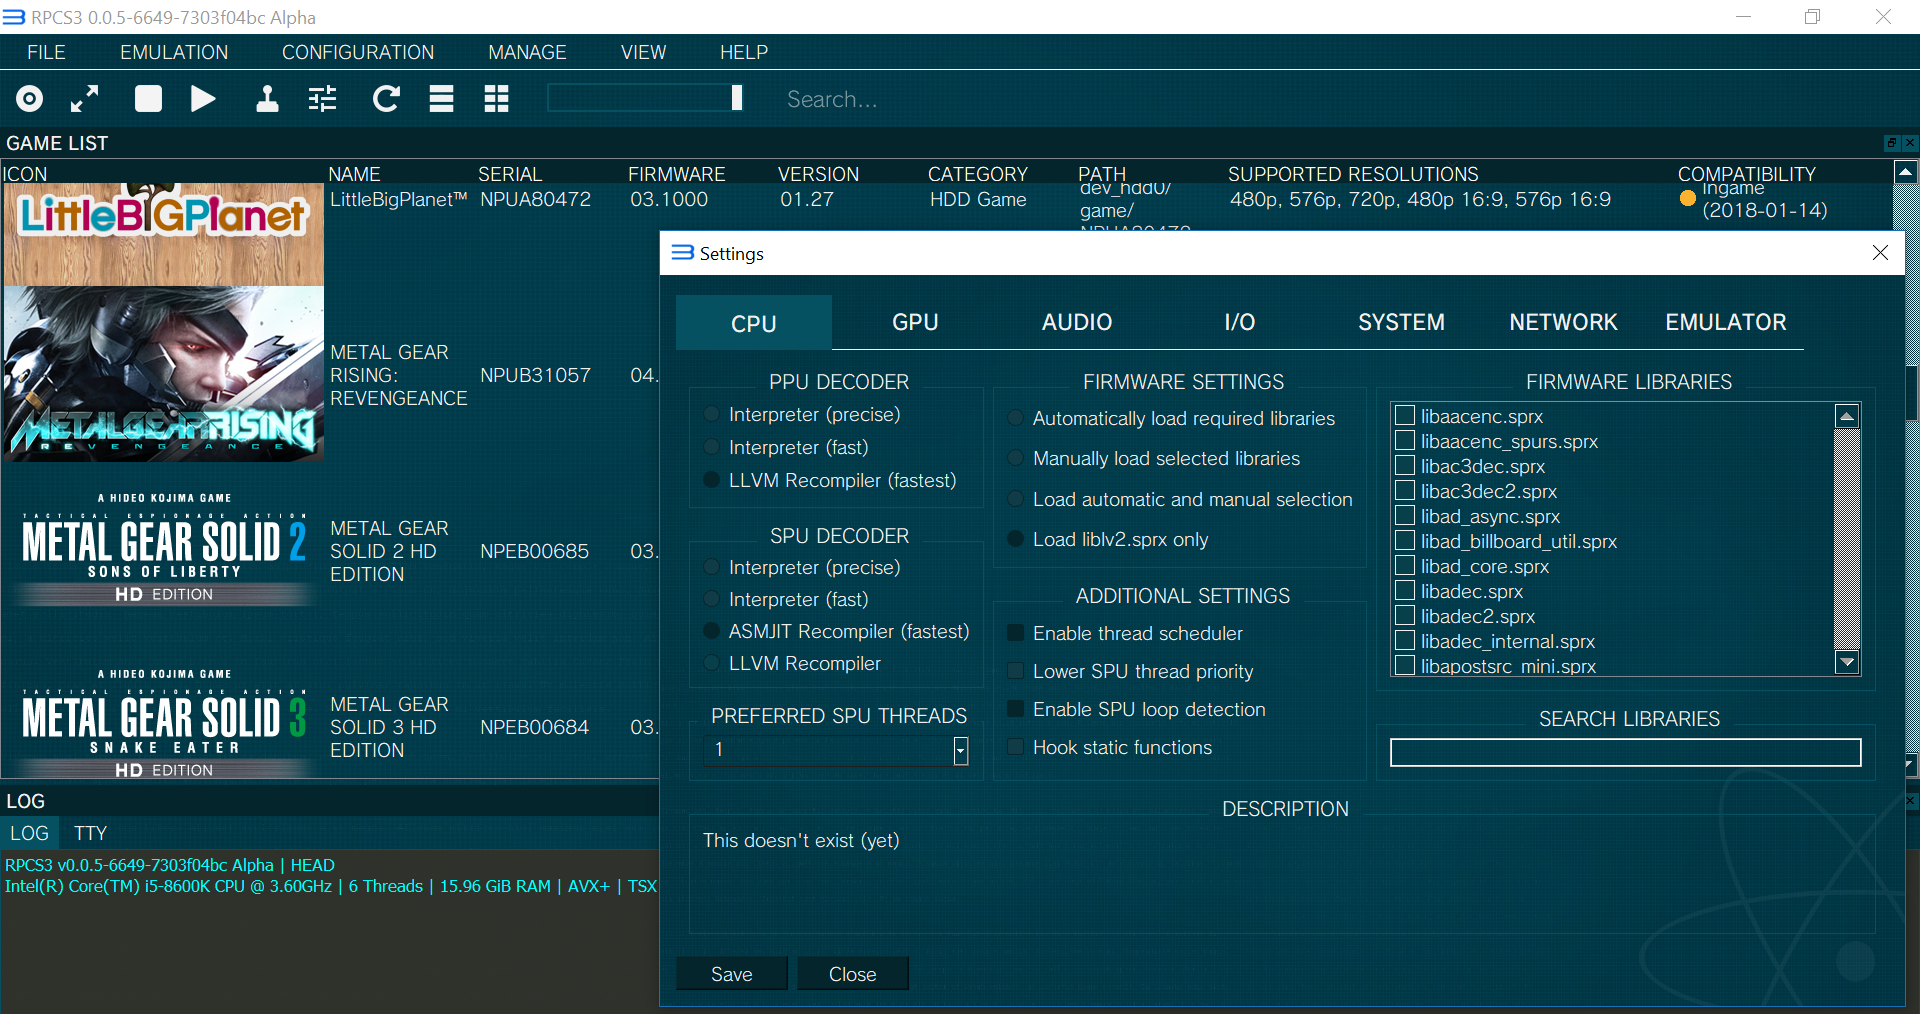 RPCS3 0.0.5-6649-7303f04bc Alpha
FILE EMULATION CONFIGURATION MANAGE VIEW HELP
Search...
GAME LIST
ICON NAME SERIAL FIRMWARE VERSION CATEGORY PATH SUPPORTED RESOLUTIONS COMPATIBILITY
LittleBigPlanet
LittleBigPlanet™ NPUA80472 03.1000 01.27 HDD Game dev_hdd0/ game/ NPUA80472 480p, 576p, 720p, 480p 16:9, 576p 16:9 Ingame (2018-01-14)
METAL GEAR RISING
REVENGEANCE
METAL GEAR
RISING:
REVENGEANCE
NPUB31057 04.
A HIDEO KOJIMA GAME
TACTICAL ESPIONAGE ACTION
METAL GEAR SOLID 2
SONS OF LIBERTY
HD EDITION
METAL GEAR
SOLID 2 HD
EDITION
NPEB00685 03.
A HIDEO KOJIMA GAME
TACTICAL ESPIONAGE ACTION
METAL GEAR SOLID 3
SNAKE EATER
HD EDITION
METAL GEAR
SOLID 3 HD
EDITION
NPEB00684 03.
LOG
LOG TTY
RPCS3 v0.0.5-6649-7303f04bc Alpha | HEAD
Intel(R) Core(TM) i5-8600K CPU @ 3.60GHz | 6 Threads | 15.96 GiB RAM | AVX+ | TSX
Settings
CPU GPU AUDIO I/O SYSTEM NETWORK EMULATOR
PPU DECODER
Interpreter (precise)
Interpreter (fast)
LLVM Recompiler (fastest)
SPU DECODER
Interpreter (precise)
Interpreter (fast)
ASMJIT Recompiler (fastest)
LLVM Recompiler
PREFERRED SPU THREADS
1
FIRMWARE SETTINGS
Automatically load required libraries
Manually load selected libraries
Load automatic and manual selection
Load liblv2.sprx only
ADDITIONAL SETTINGS
Enable thread scheduler
Lower SPU thread priority
Enable SPU loop detection
Hook static functions
FIRMWARE LIBRARIES
libaacenc.sprx
libaacenc_spurs.sprx
libac3dec.sprx
libac3dec2.sprx
libad_async.sprx
libad_billboard_util.sprx
libad_core.sprx
libadec.sprx
libadec2.sprx
libadec_internal.sprx
libapostsrc_mini.sprx
SEARCH LIBRARIES
DESCRIPTION
This doesn't exist (yet)
Save Close